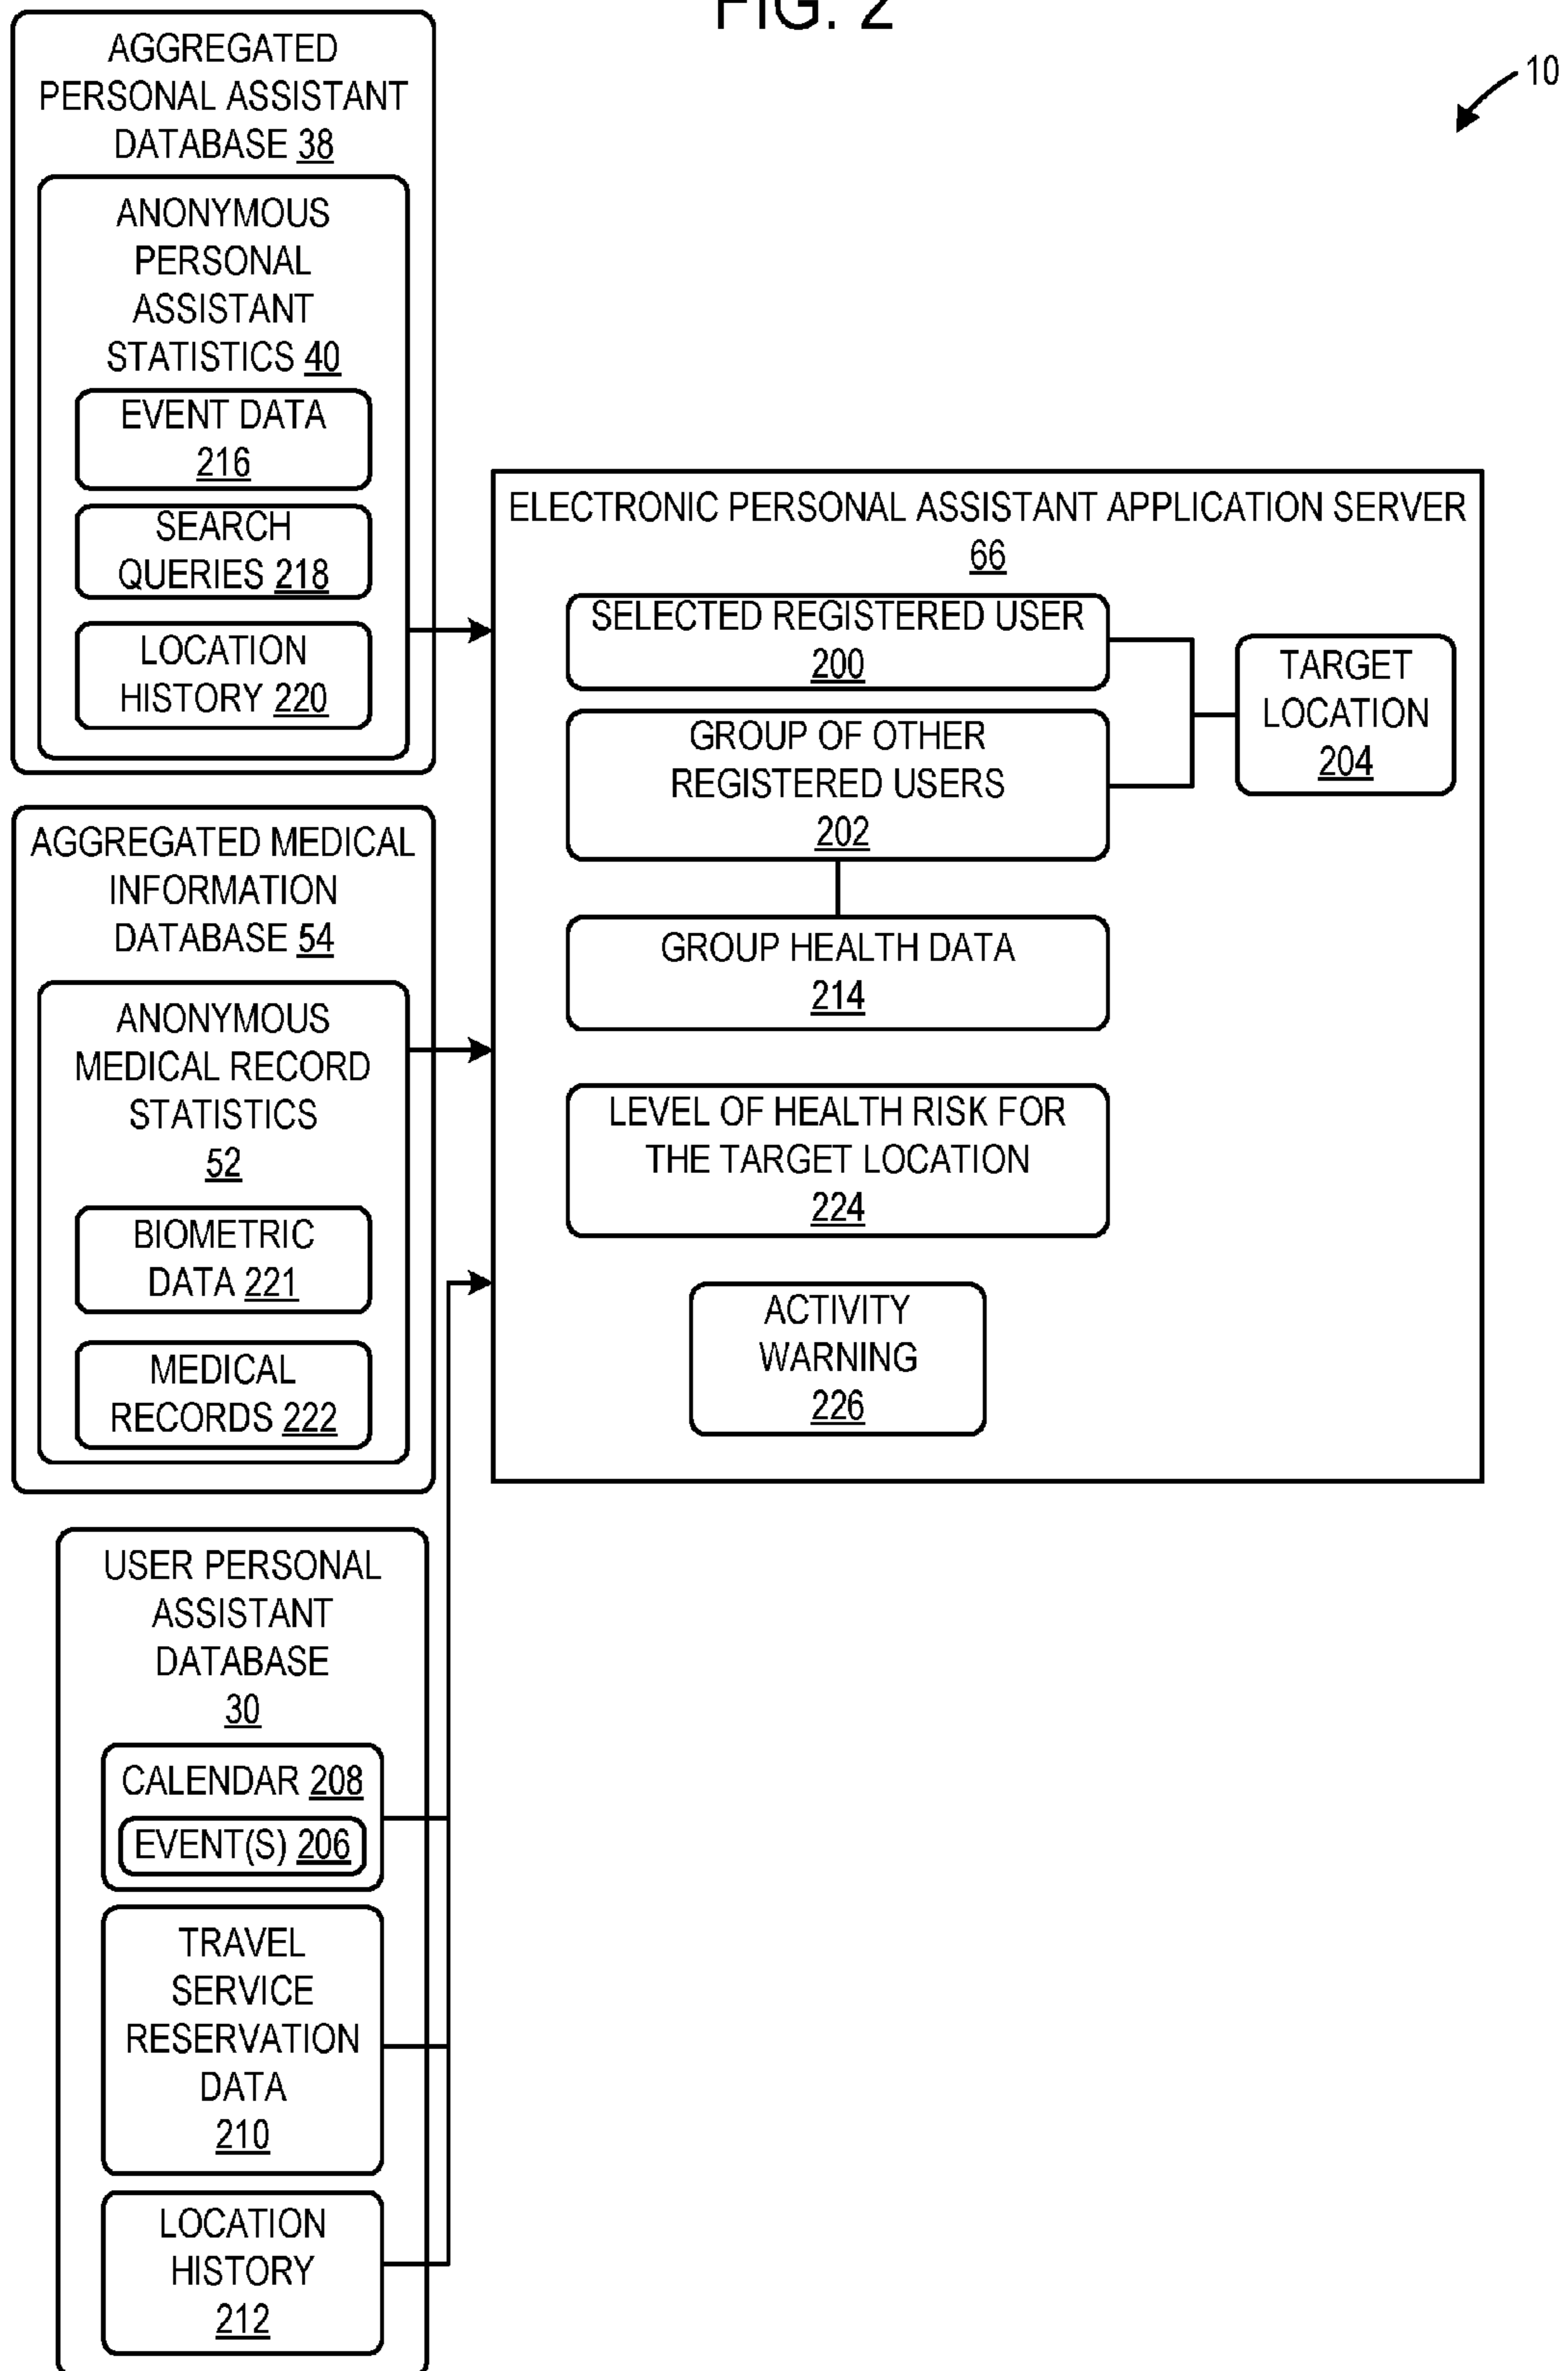 FIG. 2
10
AGGREGATED
PERSONAL ASSISTANT
DATABASE 38
ANONYMOUS
PERSONAL
ASSISTANT
STATISTICS 40
EVENT DATA
216
SEARCH
QUERIES 218
LOCATION
HISTORY 220
AGGREGATED MEDICAL
INFORMATION
DATABASE 54
ANONYMOUS
MEDICAL RECORD
STATISTICS
52
BIOMETRIC
DATA 221
MEDICAL
RECORDS 222
USER PERSONAL
ASSISTANT
DATABASE
30
CALENDAR 208
EVENT(S) 206
TRAVEL
SERVICE
RESERVATION
DATA
210
LOCATION
HISTORY
212
ELECTRONIC PERSONAL ASSISTANT APPLICATION SERVER
66
SELECTED REGISTERED USER
200
GROUP OF OTHER
REGISTERED USERS
202
TARGET
LOCATION
204
GROUP HEALTH DATA
214
LEVEL OF HEALTH RISK FOR
THE TARGET LOCATION
224
ACTIVITY
WARNING
226